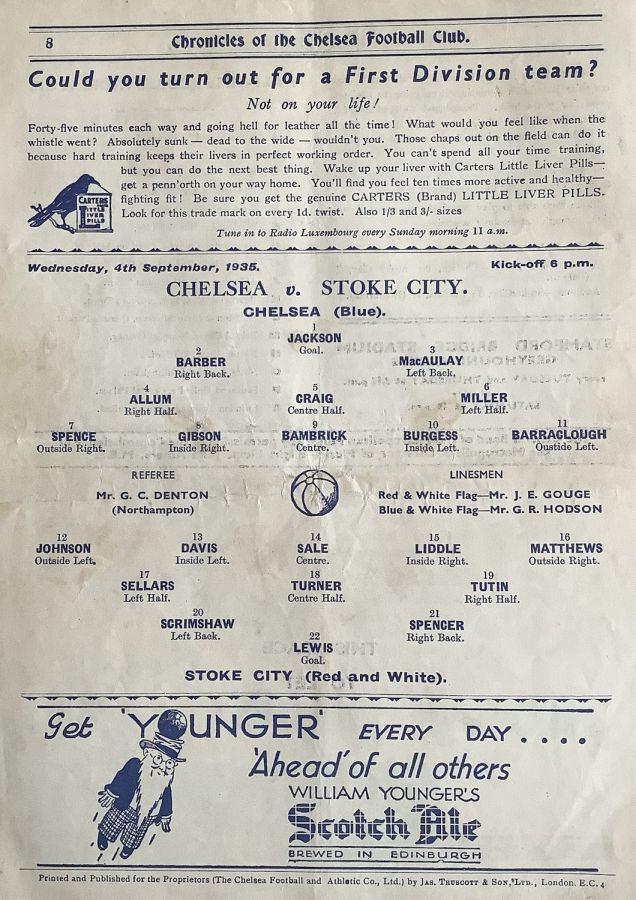 8
Chronicles of the Chelsea Football Club.
Could you turn out for a First Division team?
Not on your life!
Forty-five minutes each way and going hell for leather all the time! What would you feel like when the
whistle went? Absolutely sunk — dead to the wide — wouldn't you. Those chaps out on the field can do it
because hard training keeps their livers in perfect working order. You can't spend all your time training,
but you can do the next best thing. Wake up your liver with Carters Little Liver Pills—
get a penn'orth on your way home. You'll find you feel ten times more active and healthy—
fighting fit! Be sure you get the genuine CARTERS (Brand) LITTLE LIVER PILLS.
Look for this trade mark on every 1d. twist. Also 1/3 and 3/- sizes
CARTERS
LITTLE
LIVER
PILLS
Tune in to Radio Luxembourg every Sunday morning 11 a.m.
Wednesday, 4th September, 1935. Kick-off 6 p.m.
CHELSEA v. STOKE CITY.
CHELSEA (Blue).
1
JACKSON
Goal.
2 3
BARBER MacAULAY
Right Back. Left Back.
4 5 6
ALLUM CRAIG MILLER
Right Half. Centre Half. Left Half.
7 8 9 10 11
SPENCE GIBSON BAMBRICK BURGESS BARRACLOUGH
Outside Right. Inside Right. Centre. Inside Left. Oustide Left.
REFEREE LINESMEN
Mr. G. C. DENTON Red & White Flag—Mr. J. E. GOUGE
(Northampton) Blue & White Flag—Mr. G. R. HODSON
12 13 14 15 16
JOHNSON DAVIS SALE LIDDLE MATTHEWS
Outside Left. Inside Left. Centre. Inside Right. Outside Right.
17 18 19
SELLARS TURNER TUTIN
Left Half. Centre Half. Right Half.
20 21
SCRIMSHAW SPENCER
Left Back. Right Back.
22
LEWIS
Goal.
STOKE CITY (Red and White).
Get 'YOUNGER' EVERY DAY....
'Ahead' of all others
WILLIAM YOUNGER'S
Scotch Ale
BREWED IN EDINBURGH
Printed and Published for the Proprietors (The Chelsea Football and Athletic Co., Ltd.) by JAS. TRUSCOTT & SON, LTD., London, E.C. 4